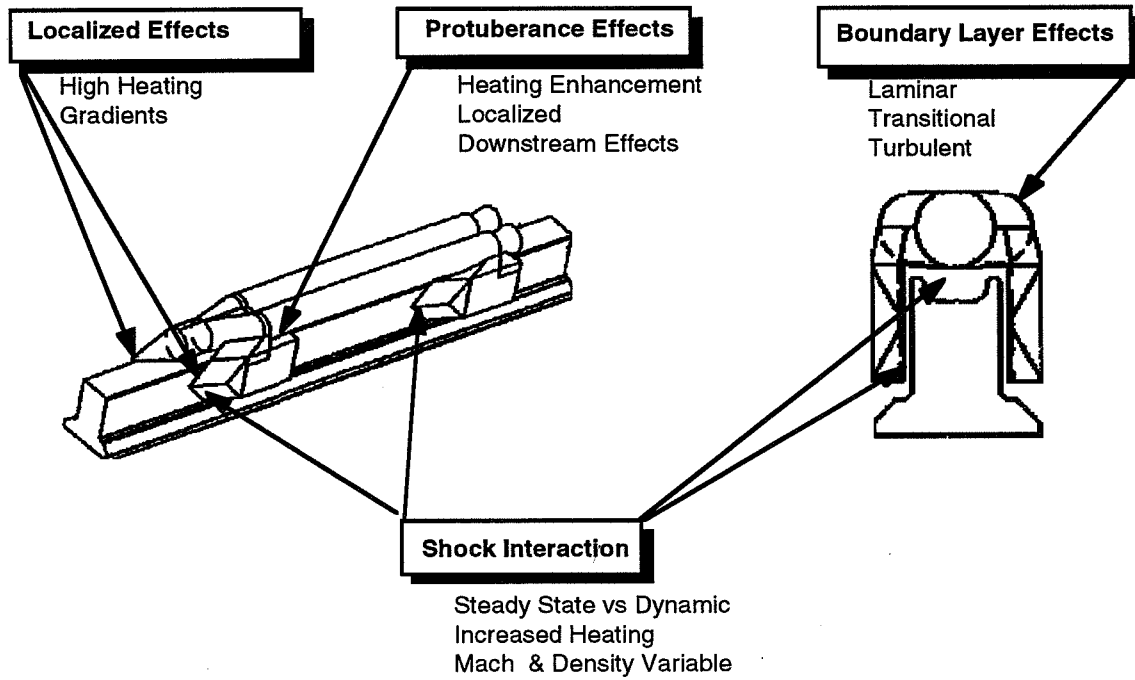 Localized Effects
High Heating
Gradients
Protuberance Effects
Heating Enhancement
Localized
Downstream Effects
Boundary Layer Effects
Laminar
Transitional
Turbulent
Shock Interaction
Steady State vs Dynamic
Increased Heating
Mach & Density Variable